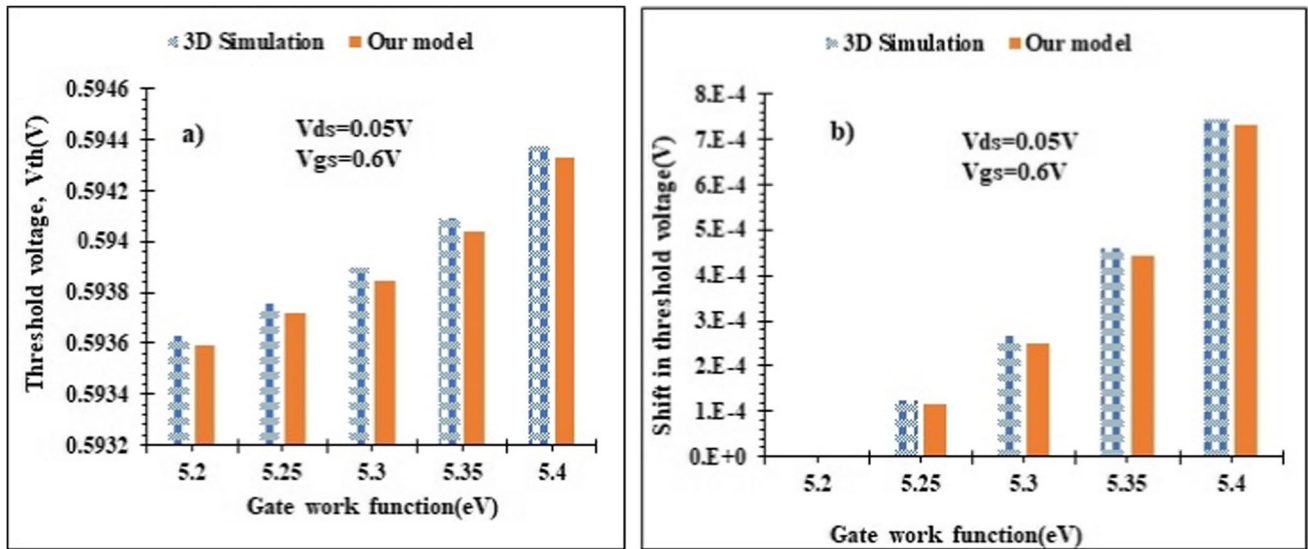 3D Simulation Our model
0.5946
0.5944
0.5942
0.594
0.5938
0.5936
0.5934
0.5932
Threshold voltage, Vth(V)
a)
Vds=0.05V
Vgs=0.6V
5.2 5.25 5.3 5.35 5.4
Gate work function(eV)
3D Simulation Our model
8.E-4
7.E-4
6.E-4
5.E-4
4.E-4
3.E-4
2.E-4
1.E-4
0.E+0
Shift in threshold voltage(V)
b)
Vds=0.05V
Vgs=0.6V
5.2 5.25 5.3 5.35 5.4
Gate work function(eV)